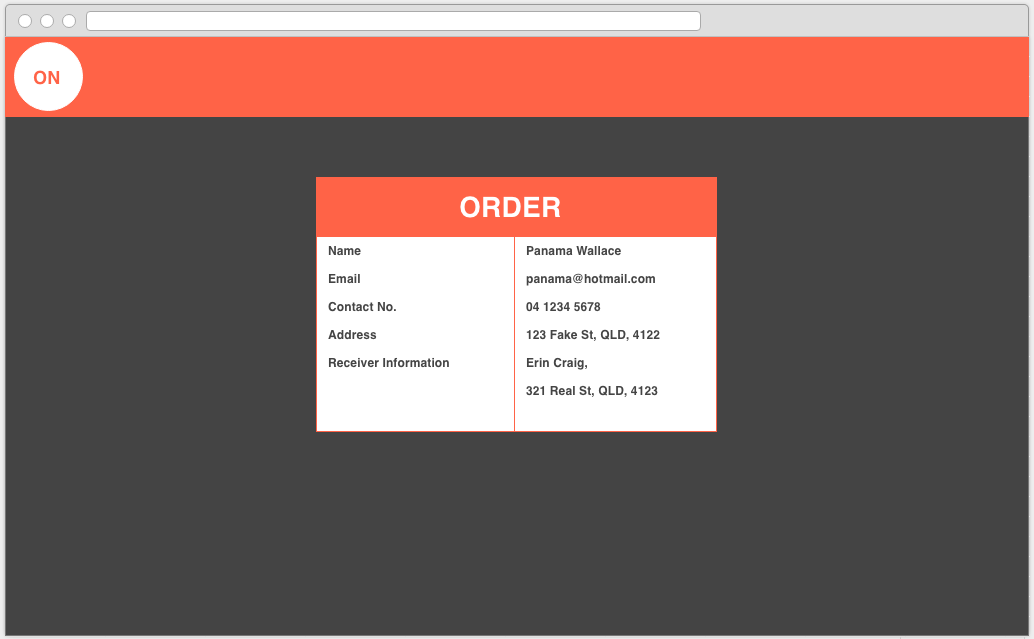 ON
ORDER
Name Panama Wallace
Email panama@hotmail.com
Contact No. 04 1234 5678
Address 123 Fake St, QLD, 4122
Receiver Information Erin Craig,
321 Real St, QLD, 4123